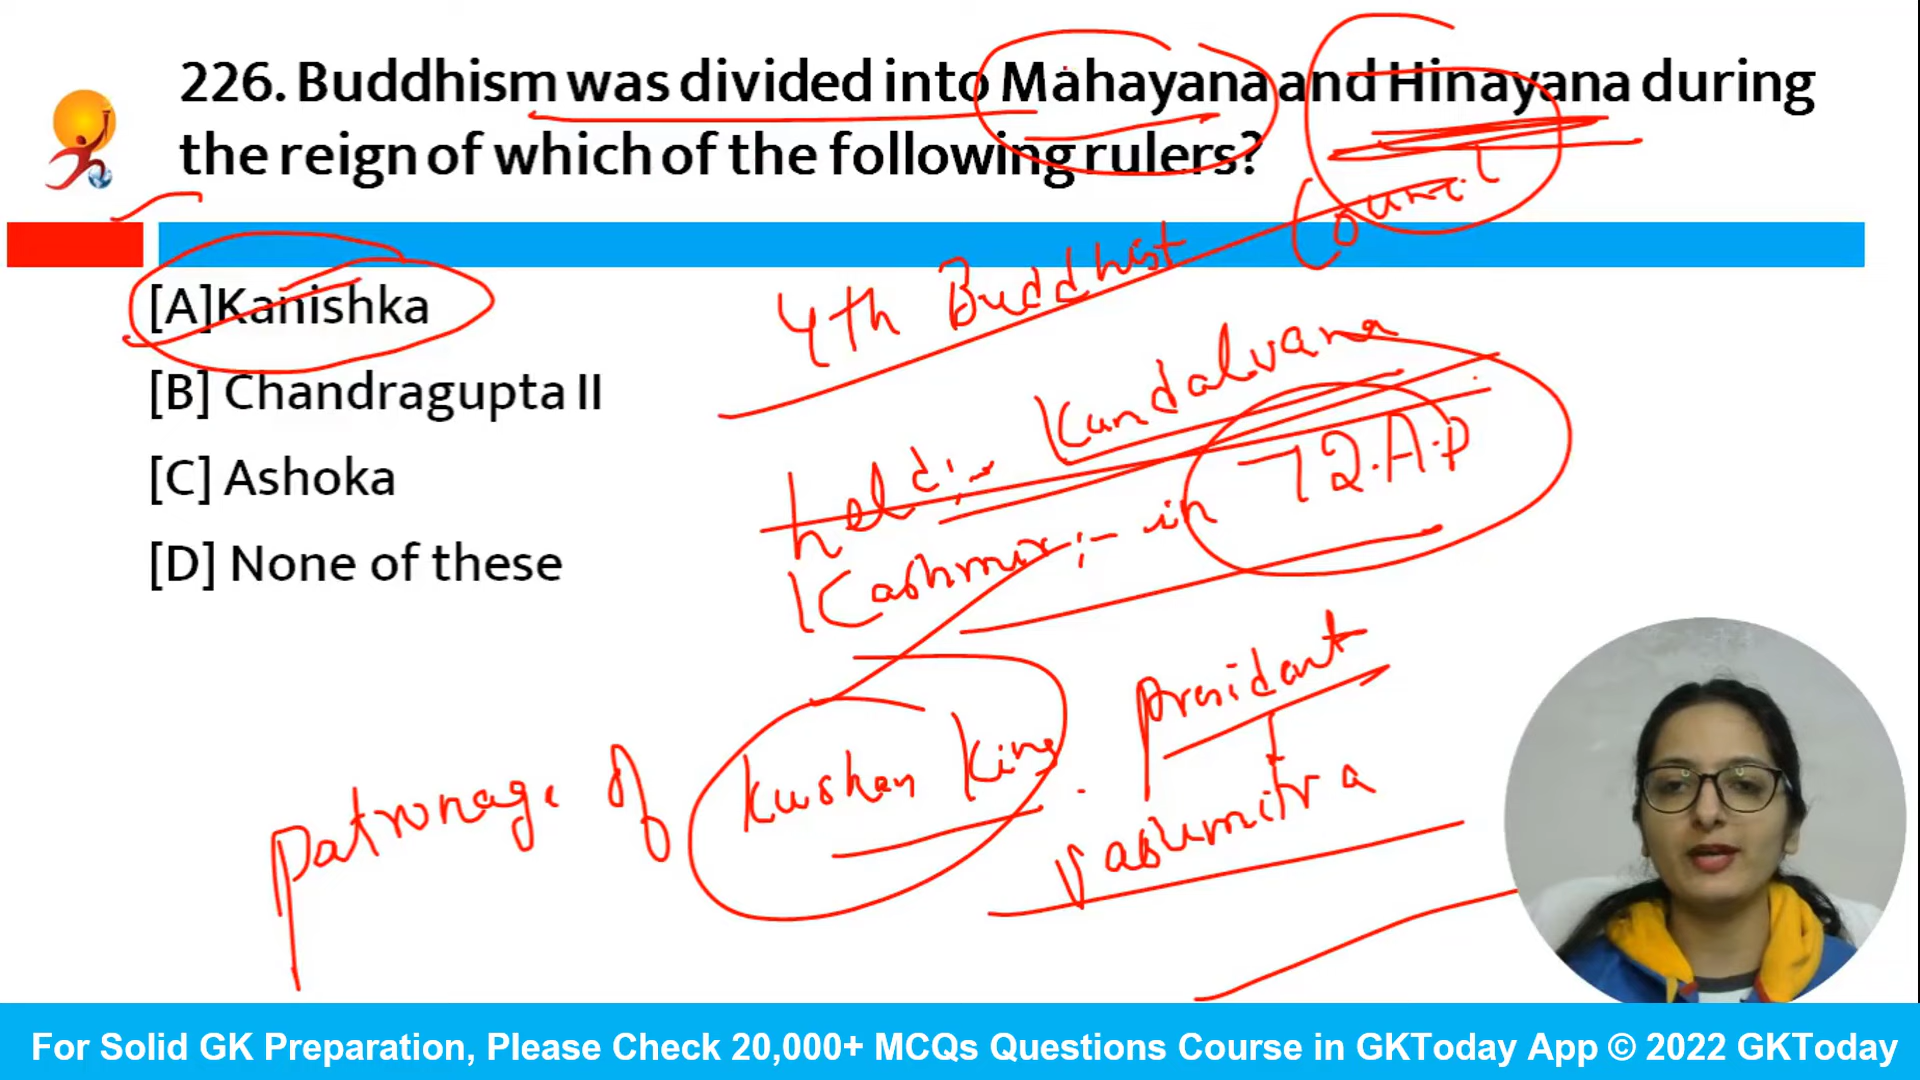 226. Buddhism was divided into Mahayana and Hinayana during
the reign of which of the following rulers?
[A]Kanishka
[B] Chandragupta II
[C] Ashoka
[D] None of these
4th Buddhist Council
held:- Kundalvana
Kashmir:- in 72.A.D
patronage of Kushan King.
president
Vasumitra
For Solid GK Preparation, Please Check 20,000+ MCQs Questions Course in GKToday App © 2022 GKToday